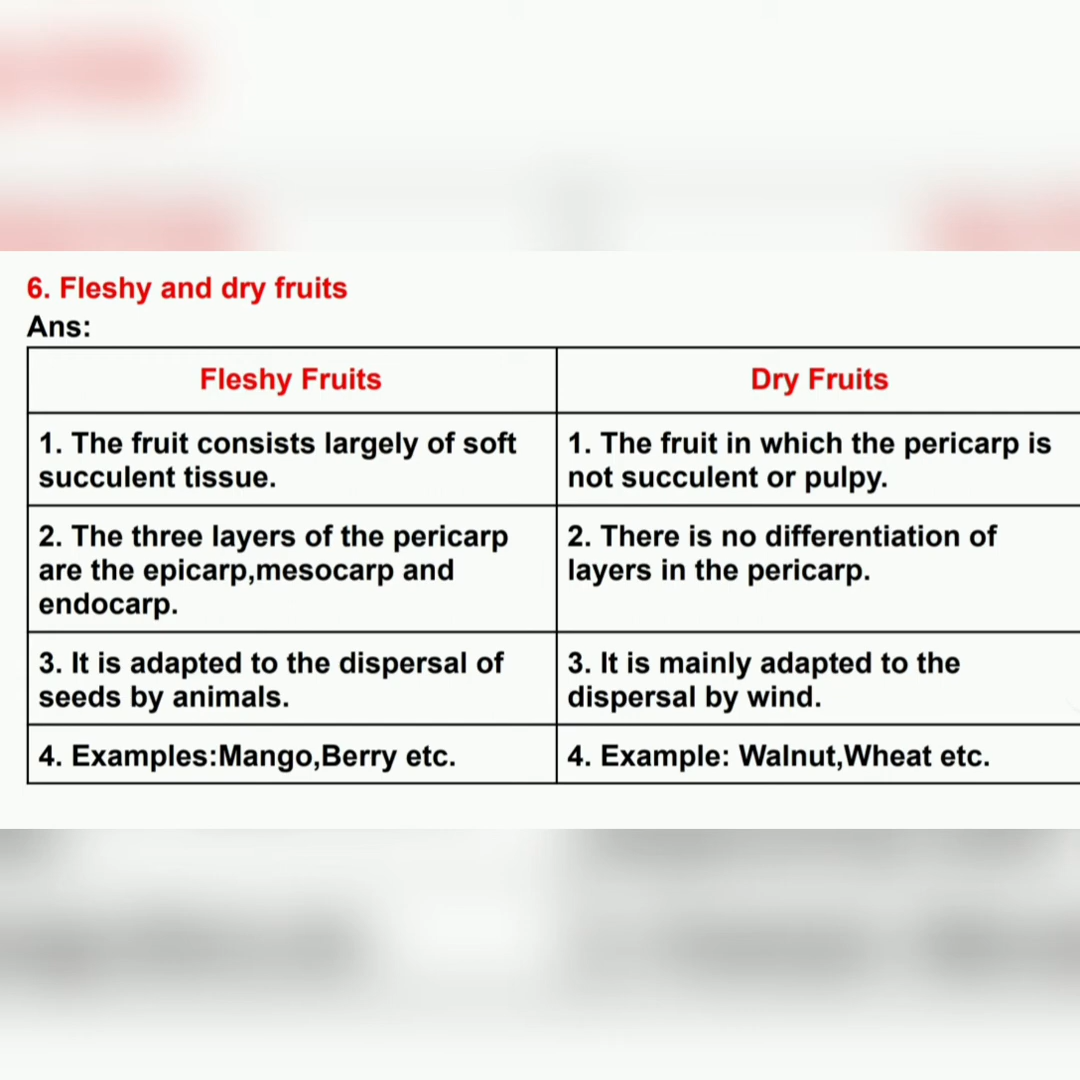 6. Fleshy and dry fruits
Ans:
Fleshy Fruits
Dry Fruits
1. The fruit consists largely of soft
succulent tissue.
1. The fruit in which the pericarp is
not succulent or pulpy.
2. The three layers of the pericarp
are the epicarp,mesocarp and
endocarp.
2. There is no differentiation of
layers in the pericarp.
3. It is adapted to the dispersal of
seeds by animals.
3. It is mainly adapted to the
dispersal by wind.
4. Examples:Mango,Berry etc.
4. Example: Walnut,Wheat etc.